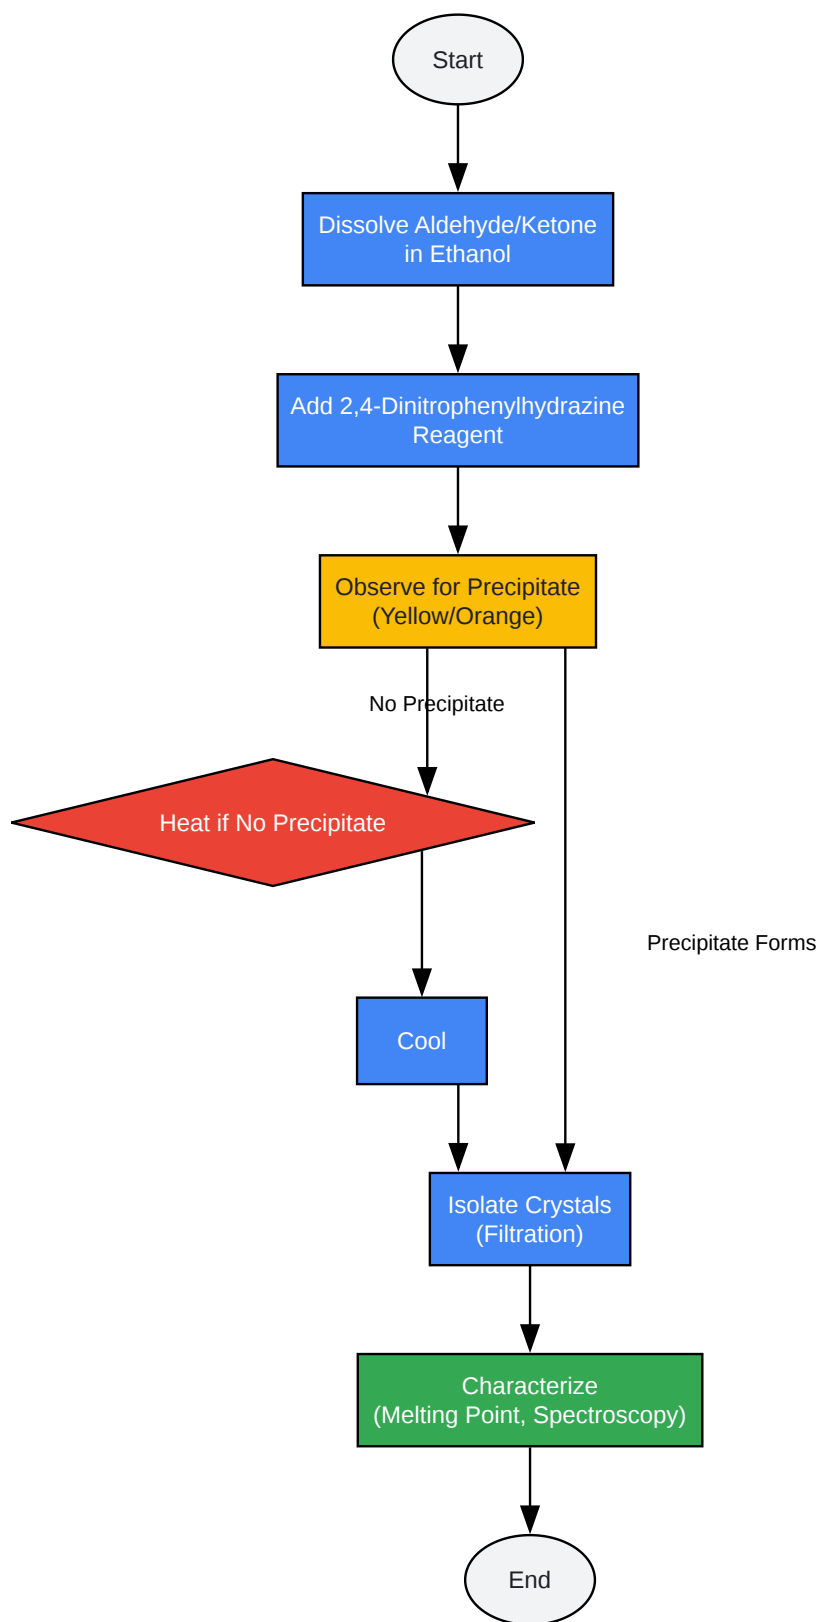 Start
Dissolve Aldehyde/Ketone
in Ethanol
Add 2,4-Dinitrophenylhydrazine
Reagent
Observe for Precipitate
(Yellow/Orange)
No Precipitate
Heat if No Precipitate
Precipitate Forms
Cool
Isolate Crystals
(Filtration)
Characterize
(Melting Point, Spectroscopy)
End